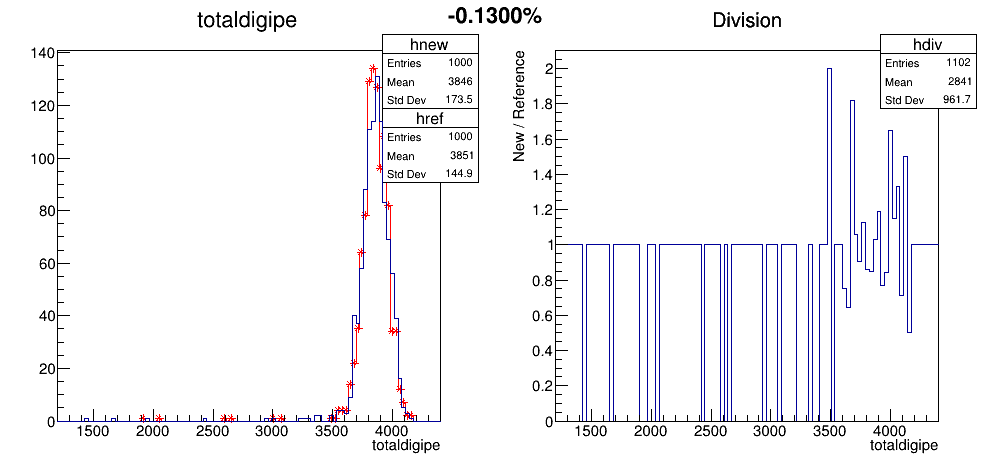 totaldigipe
-0.1300%
Division
hnew
Entries 1000
Mean 3846
Std Dev 173.5
href
Entries 1000
Mean 3851
Std Dev 144.9
140
120
100
80
60
40
20
0
1500 2000 2500 3000 3500 4000
totaldigipe
hdiv
Entries 1102
Mean 2841
Std Dev 961.7
New / Reference
2
1.8
1.6
1.4
1.2
1
0.8
0.6
0.4
0.2
0
1500 2000 2500 3000 3500 4000
totaldigipe